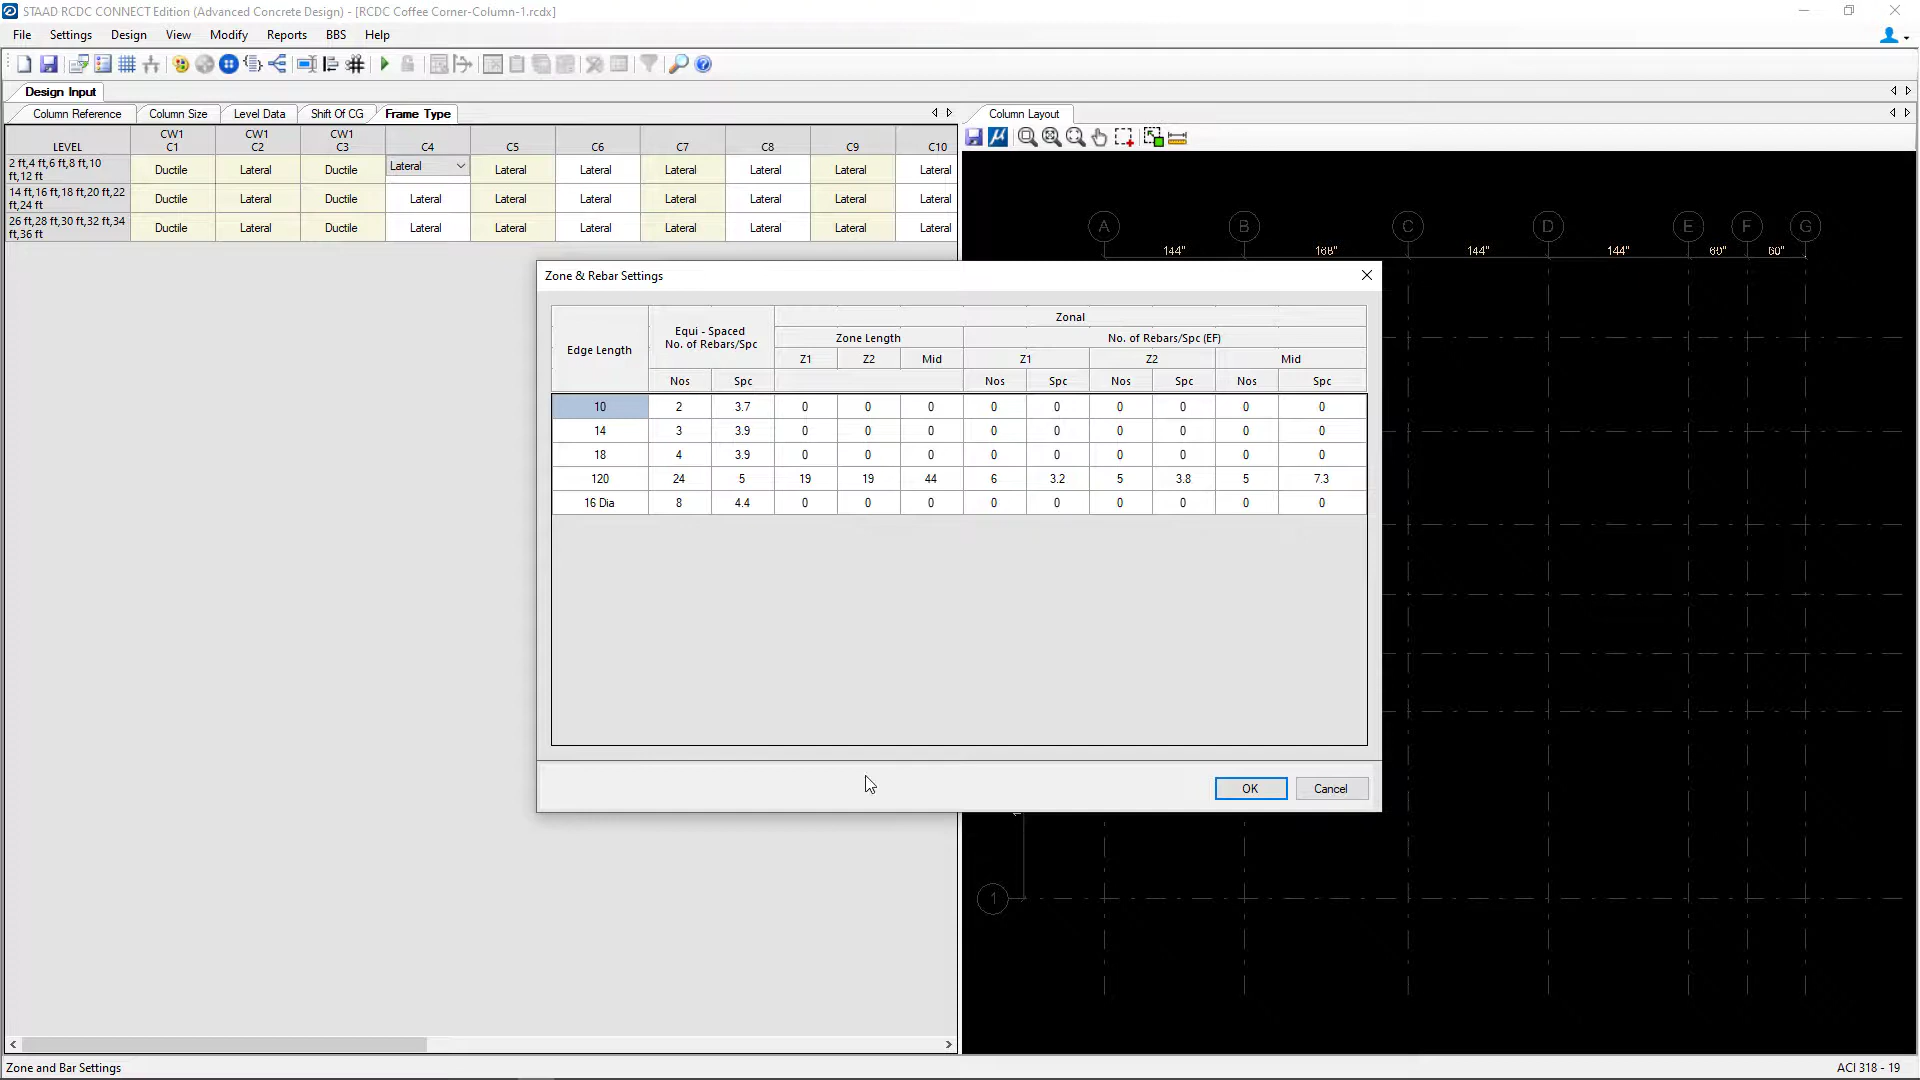 STAAD RCDC CONNECT Edition (Advanced Concrete Design) - [RCDC Coffee Corner-Column-1.rcdx]
File Settings Design View Modify Reports BBS Help
Design Input
Column Reference Column Size Level Data Shift Of CG Frame Type
Column Layout
LEVEL CW1 C1 CW1 C2 CW1 C3 C4 C5 C6 C7 C8 C9 C10
2 ft,4 ft,6 ft,8 ft,10 ft,12 ft Ductile Lateral Ductile Lateral Lateral Lateral Lateral Lateral Lateral Lateral
14 ft,16 ft,18 ft,20 ft,22 ft,24 ft Ductile Lateral Ductile Lateral Lateral Lateral Lateral Lateral Lateral Lateral
26 ft,28 ft,30 ft,32 ft,34 ft,36 ft Ductile Lateral Ductile Lateral Lateral Lateral Lateral Lateral Lateral Lateral
A B C D E F G
144" 168" 144" 144" 60" 60"
Zone & Rebar Settings
Edge Length Equi - Spaced No. of Rebars/Spc Zonal
Zone Length No. of Rebars/Spc (EF)
Z1 Z2 Mid Z1 Z2 Mid
Nos Spc Nos Spc Nos Spc Nos Spc
10 2 3.7 0 0 0 0 0 0 0 0 0
14 3 3.9 0 0 0 0 0 0 0 0 0
18 4 3.9 0 0 0 0 0 0 0 0 0
120 24 5 19 19 44 6 3.2 5 3.8 5 7.3
16 Dia 8 4.4 0 0 0 0 0 0 0 0 0
OK Cancel
1
Zone and Bar Settings
ACI 318 - 19